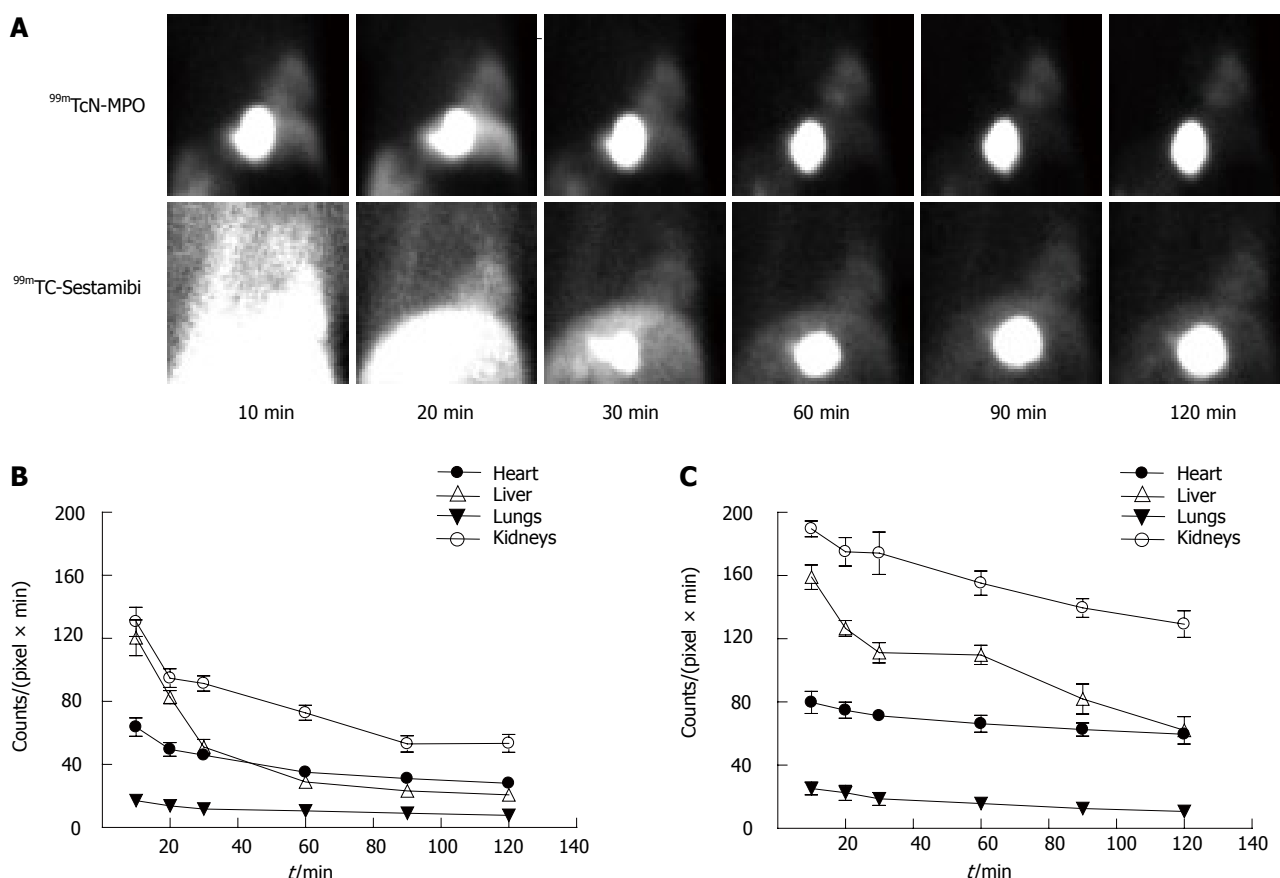 A
⁹⁹ᵐTcN-MPO
⁹⁹ᵐTC-Sestamibi
10 min 20 min 30 min 60 min 90 min 120 min
B
Heart
Liver
Lungs
Kidneys
200
160
120
80
40
0
Counts/(pixel × min)
20 40 60 80 100 120 140
t/min
C
Heart
Liver
Lungs
Kidneys
200
160
120
80
40
0
Counts/(pixel × min)
20 40 60 80 100 120 140
t/min